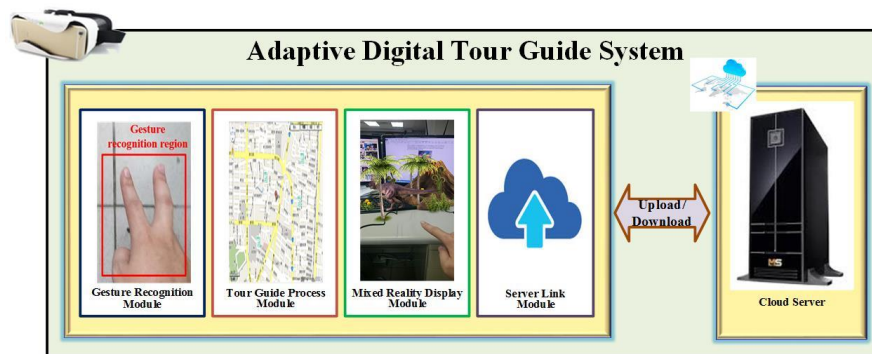 Adaptive Digital Tour Guide System
Gesture
recognition region
Gesture Recognition
Module
Tour Guide Process
Module
Mixed Reality Display
Module
Server Link
Module
Upload/
Download
Cloud Server